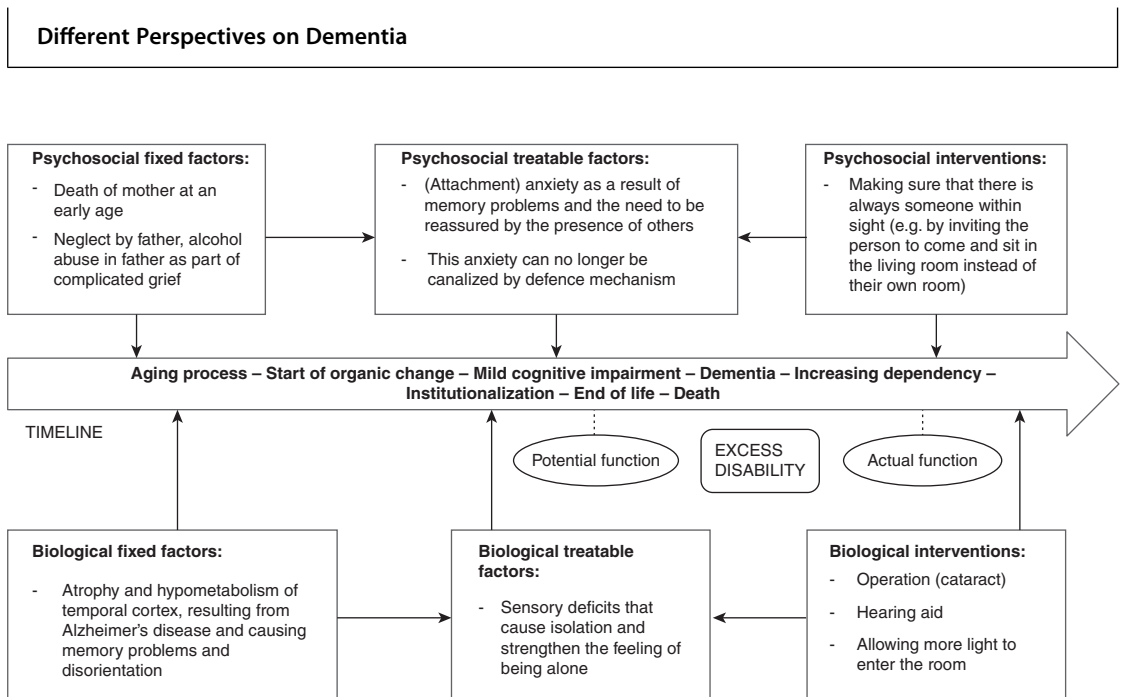 Different Perspectives on Dementia
Psychosocial fixed factors:
- Death of mother at an
early age
- Neglect by father, alcohol
abuse in father as part of
complicated grief
Psychosocial treatable factors:
- (Attachment) anxiety as a result of
memory problems and the need to be
reassured by the presence of others
- This anxiety can no longer be
canalized by defence mechanism
Psychosocial interventions:
- Making sure that there is
always someone within
sight (e.g. by inviting the
person to come and sit in
the living room instead of
their own room)
Aging process – Start of organic change – Mild cognitive impairment – Dementia – Increasing dependency –
Institutionalization – End of life – Death
TIMELINE
Potential function
EXCESS
DISABILITY
Actual function
Biological fixed factors:
- Atrophy and hypometabolism of
temporal cortex, resulting from
Alzheimer's disease and causing
memory problems and
disorientation
Biological treatable
factors:
- Sensory deficits that
cause isolation and
strengthen the feeling of
being alone
Biological interventions:
- Operation (cataract)
- Hearing aid
- Allowing more light to
enter the room